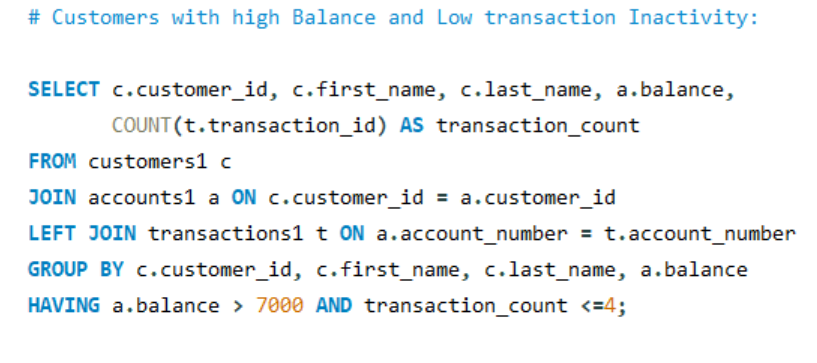 # Customers with high Balance and Low transaction Inactivity:
SELECT c.customer_id, c.first_name, c.last_name, a.balance,
COUNT(t.transaction_id) AS transaction_count
FROM customers1 c
JOIN accounts1 a ON c.customer_id = a.customer_id
LEFT JOIN transactions1 t ON a.account_number = t.account_number
GROUP BY c.customer_id, c.first_name, c.last_name, a.balance
HAVING a.balance > 7000 AND transaction_count <=4;